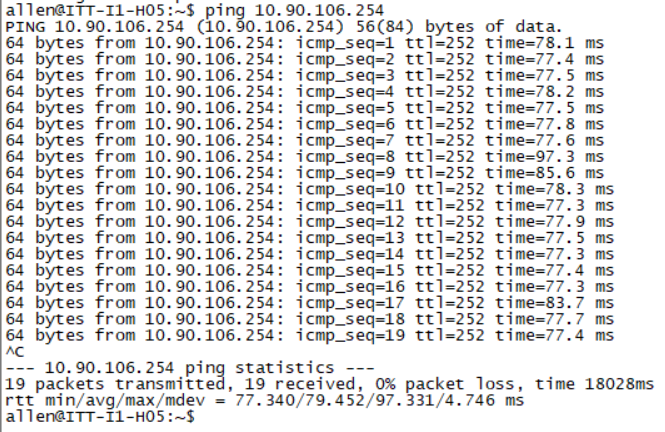 allen@ITT-I1-H05:~$ ping 10.90.106.254
PING 10.90.106.254 (10.90.106.254) 56(84) bytes of data.
64 bytes from 10.90.106.254: icmp_seq=1 ttl=252 time=78.1 ms
64 bytes from 10.90.106.254: icmp_seq=2 ttl=252 time=77.4 ms
64 bytes from 10.90.106.254: icmp_seq=3 ttl=252 time=77.5 ms
64 bytes from 10.90.106.254: icmp_seq=4 ttl=252 time=78.2 ms
64 bytes from 10.90.106.254: icmp_seq=5 ttl=252 time=77.5 ms
64 bytes from 10.90.106.254: icmp_seq=6 ttl=252 time=77.8 ms
64 bytes from 10.90.106.254: icmp_seq=7 ttl=252 time=77.6 ms
64 bytes from 10.90.106.254: icmp_seq=8 ttl=252 time=97.3 ms
64 bytes from 10.90.106.254: icmp_seq=9 ttl=252 time=85.6 ms
64 bytes from 10.90.106.254: icmp_seq=10 ttl=252 time=78.3 ms
64 bytes from 10.90.106.254: icmp_seq=11 ttl=252 time=77.3 ms
64 bytes from 10.90.106.254: icmp_seq=12 ttl=252 time=77.9 ms
64 bytes from 10.90.106.254: icmp_seq=13 ttl=252 time=77.5 ms
64 bytes from 10.90.106.254: icmp_seq=14 ttl=252 time=77.3 ms
64 bytes from 10.90.106.254: icmp_seq=15 ttl=252 time=77.4 ms
64 bytes from 10.90.106.254: icmp_seq=16 ttl=252 time=77.3 ms
64 bytes from 10.90.106.254: icmp_seq=17 ttl=252 time=83.7 ms
64 bytes from 10.90.106.254: icmp_seq=18 ttl=252 time=77.7 ms
64 bytes from 10.90.106.254: icmp_seq=19 ttl=252 time=77.4 ms
^C
--- 10.90.106.254 ping statistics ---
19 packets transmitted, 19 received, 0% packet loss, time 18028ms
rtt min/avg/max/mdev = 77.340/79.452/97.331/4.746 ms
allen@ITT-I1-H05:~$